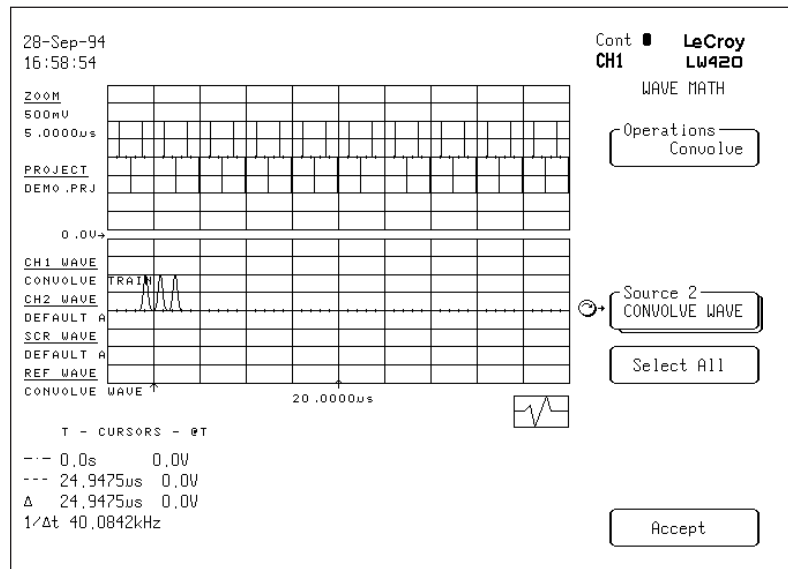 28-Sep-94
16:58:54
Cont
CH1
LeCroy
LW420
WAVE MATH
ZOOM
500mV
5.0000us
PROJECT
DEMO.PRJ
0.0V
CH1 WAVE
CONVOLVE TRAIN
CH2 WAVE
DEFAULT A
SCR WAVE
DEFAULT A
REF WAVE
CONVOLVE WAVE
20.0000us
T - CURSORS - @T
0.0s 0.0V
24.9475us 0.0V
Δ 24.9475us 0.0V
1/Δt 40.0842kHz
Operations
Convolve
Source 2
CONVOLVE WAVE
Select All
Accept